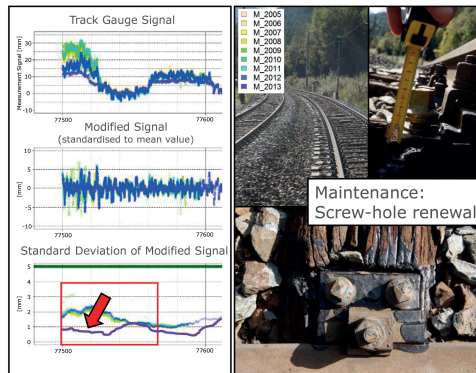 Track Gauge Signal
Measurement Signal [mm]
30
20
10
0
-10
77500
77600
Modified Signal
(standardised to mean value)
[mm]
10
5
0
-5
-10
77500
77600
Standard Deviation of Modified Signal
[mm]
5
4
3
2
1
0
77500
77600
M_2005
M_2006
M_2007
M_2008
M_2009
M_2010
M_2011
M_2012
M_2013
Maintenance:
Screw-hole renewal